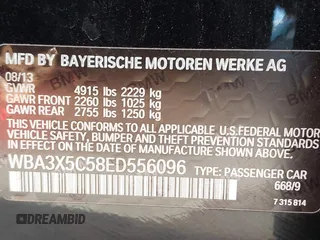 MFD BY BAYERISCHE MOTOREN WERKE AG
08/13
GVWR 4915 lbs 2229 kg
GAWR FRONT 2260 lbs 1025 kg
GAWR REAR 2755 lbs 1250 kg
THIS VEHICLE CONFORMS TO ALL APPLICABLE U.S. FEDERAL MOTOR
VEHICLE SAFETY, BUMPER AND THEFT PREVENTION STANDARDS
IN EFFECT ON THE DATE OF MANUFACTURE SHOWN ABOVE.
WBA3X5C58ED556096 TYPE: PASSENGER CAR
668/9
7 315 814
DREAMBID